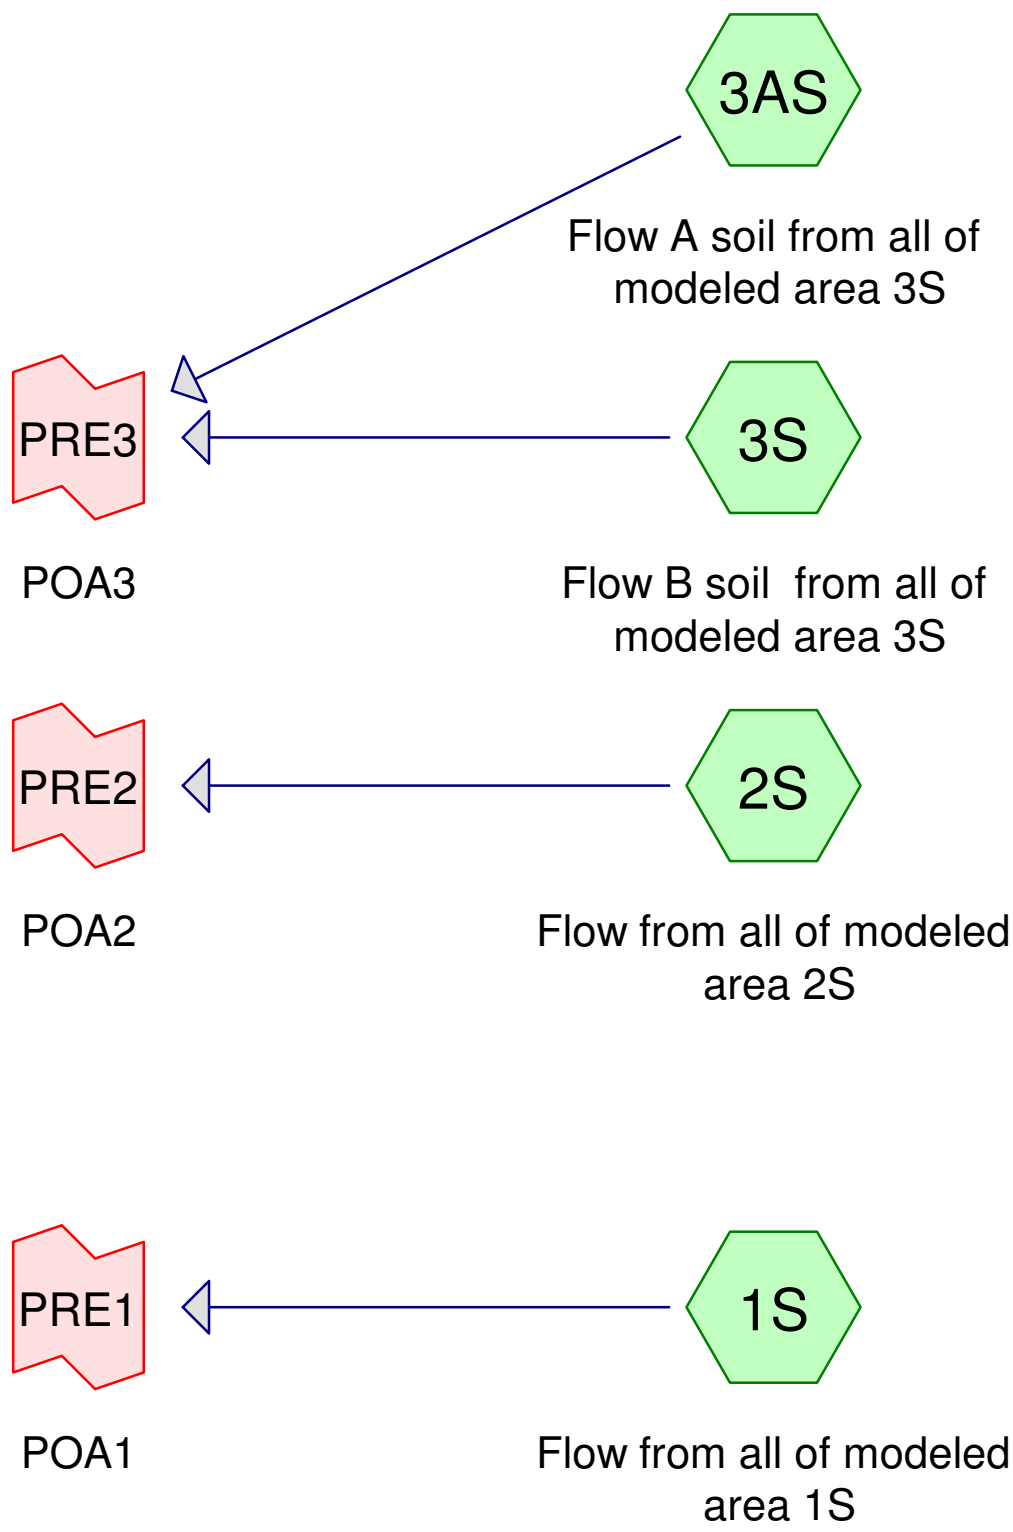 3AS
Flow A soil from all of
modeled area 3S
PRE3
3S
POA3
Flow B soil  from all of
modeled area 3S
PRE2
2S
POA2
Flow from all of modeled
area 2S
PRE1
1S
POA1
Flow from all of modeled
area 1S